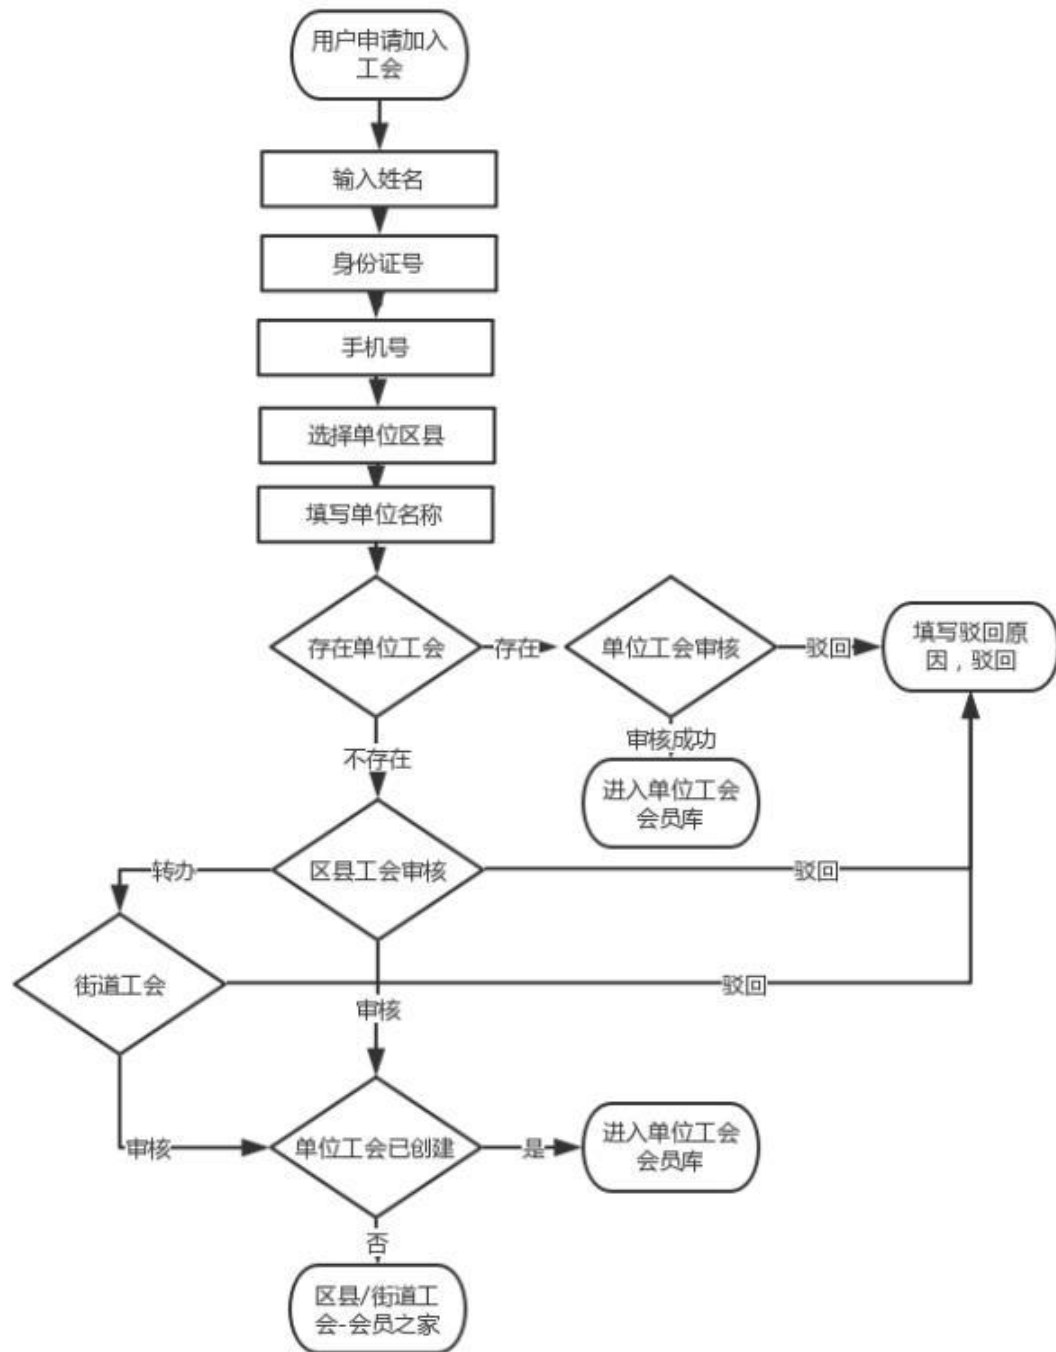 用户申请加入
工会
输入姓名
身份证号
手机号
选择单位区县
填写单位名称
存在单位工会
存在
单位工会审核
驳回
填写驳回原
因，驳回
不存在
审核成功
进入单位工会
会员库
转办
区县工会审核
驳回
街道工会
驳回
审核
审核
单位工会已创建
是
进入单位工会
会员库
否
区县/街道工
会-会员之家